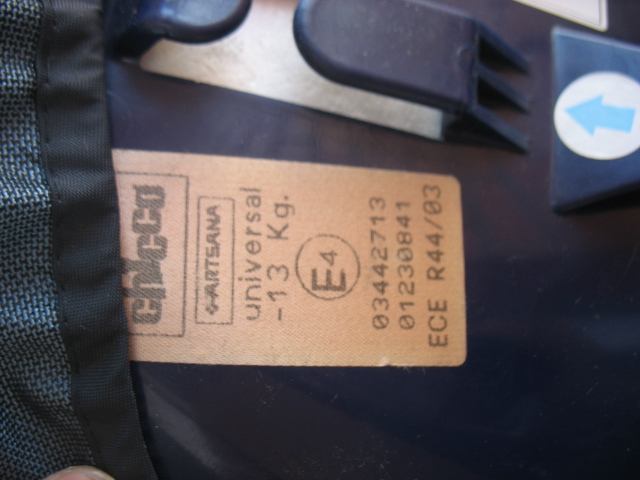 chicco
ARTSANA
universal
-13 Kg.
E4
03442713
01230841
ECE R44/03